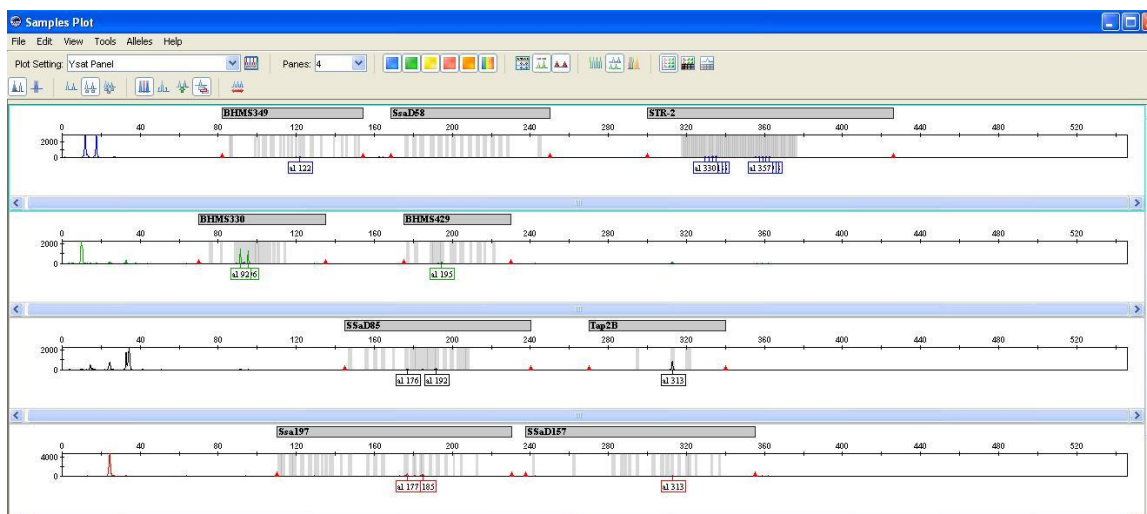 Samples Plot
File Edit View Tools Alleles Help
Plot Setting: Ysat Panel Panes: 4
BHMS349 SsaD58 STR-2
0 40 80 120 160 200 240 280 320 360 400 440 480 520
2000
0
al 122 al 330 al 357
BHMS330 BHMS429
0 40 80 120 160 200 240 280 320 360 400 440 480 520
2000
0
al 92 6 al 195
SSaD85 Tap2B
0 40 80 120 160 200 240 280 320 360 400 440 480 520
2000
0
al 176 al 192 al 313
Ssa197 SSaD157
0 40 80 120 160 200 240 280 320 360 400 440 480 520
4000
0
al 177 185 al 313